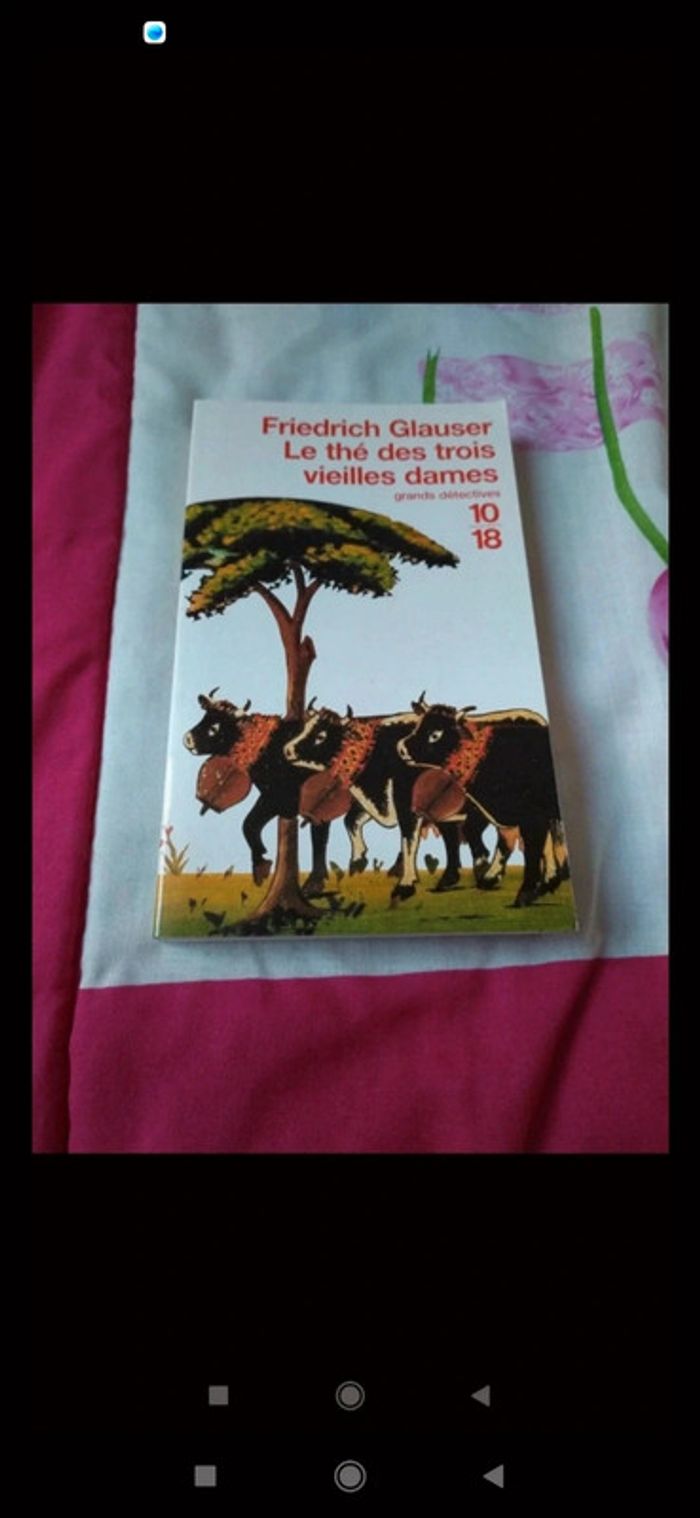 Friedrich Glauser
Le thé des trois
vieilles dames
grands détectives
10
18